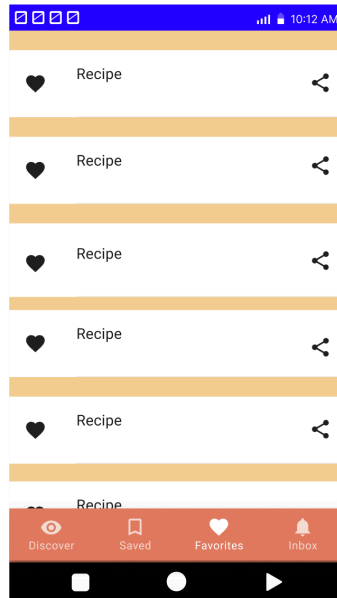 10:12 AM
Recipe
Recipe
Recipe
Recipe
Recipe
Recipe
Discover
Saved
Favorites
Inbox